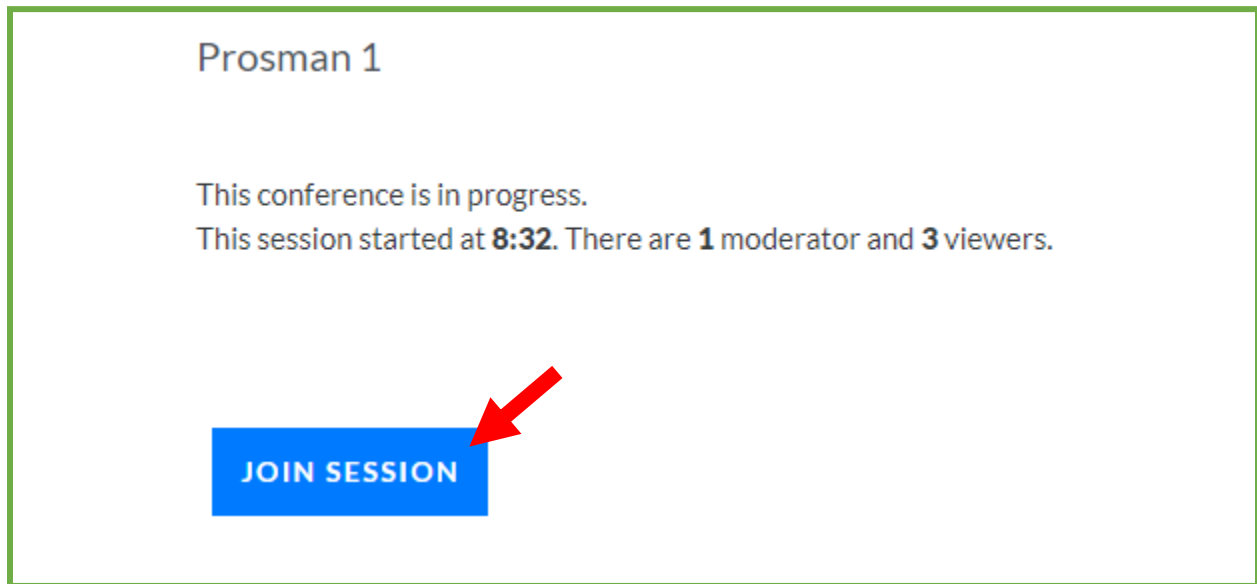 Prosman 1
This conference is in progress.
This session started at 8:32. There are 1 moderator and 3 viewers.
JOIN SESSION